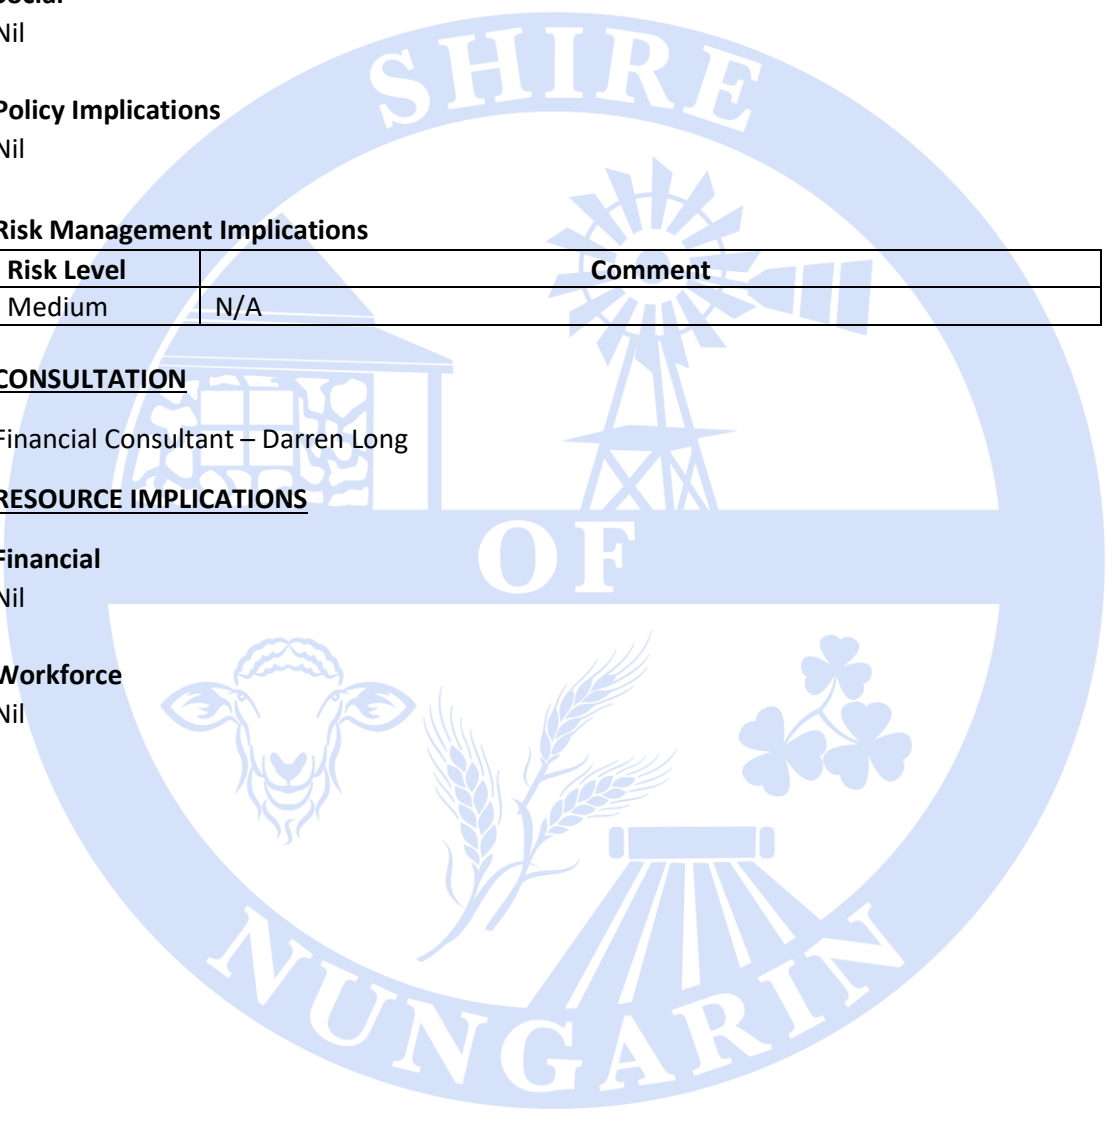 Social
Nil
Policy Implications
Nil
Risk Management Implications
Risk Level Comment
Medium N/A
CONSULTATION
Financial Consultant – Darren Long
RESOURCE IMPLICATIONS
Financial
Nil
Workforce
Nil
SHIRE
OF
NUNGARIN